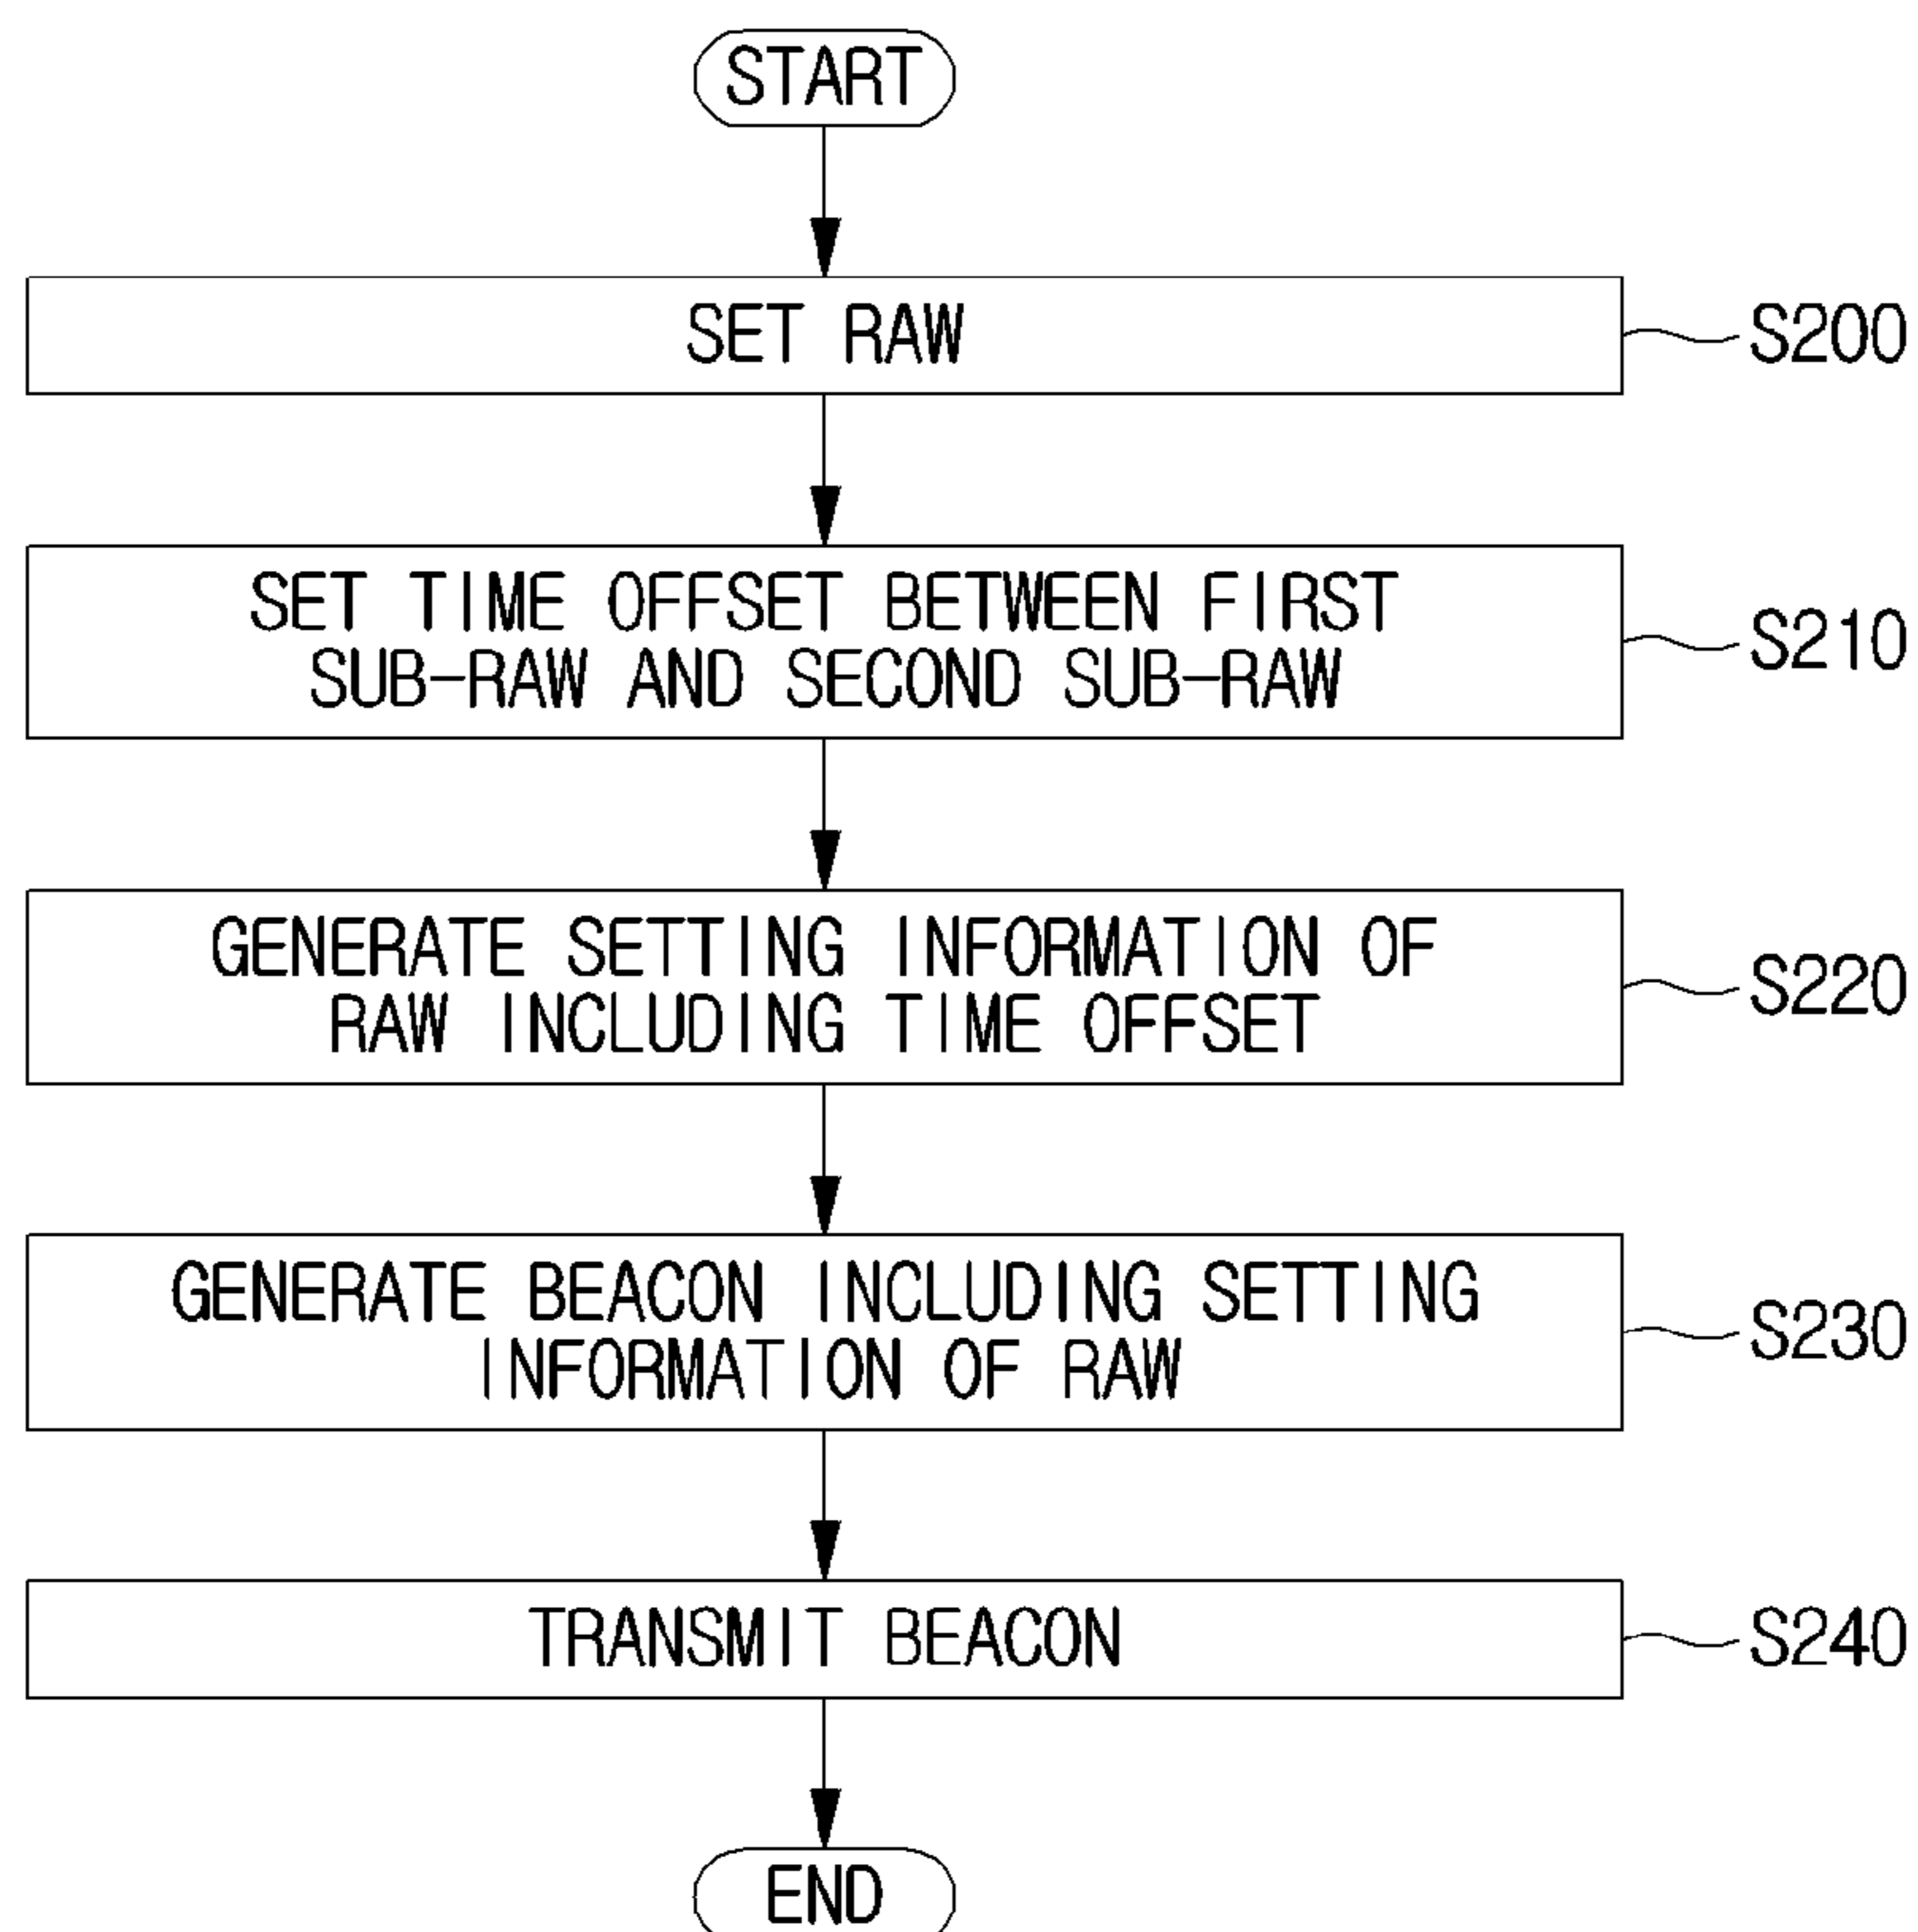 START
SET RAW
S200
SET TIME OFFSET BETWEEN FIRST
SUB-RAW AND SECOND SUB-RAW
S210
GENERATE SETTING INFORMATION OF
RAW INCLUDING TIME OFFSET
S220
GENERATE BEACON INCLUDING SETTING
INFORMATION OF RAW
S230
TRANSMIT BEACON
S240
END